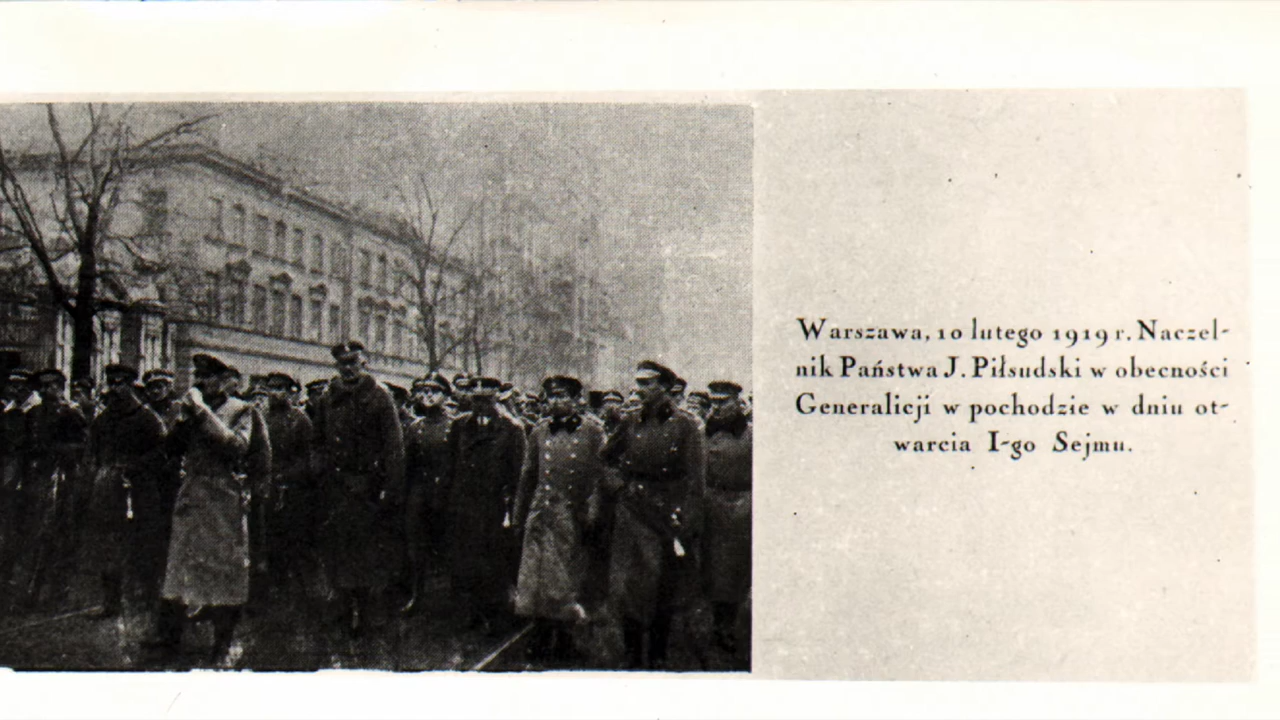 Warszawa, 10 lutego 1919 r. Naczel-
nik Państwa J. Piłsudski w obecności
Generalicji w pochodzie w dniu ot-
warcia I-go Sejmu.